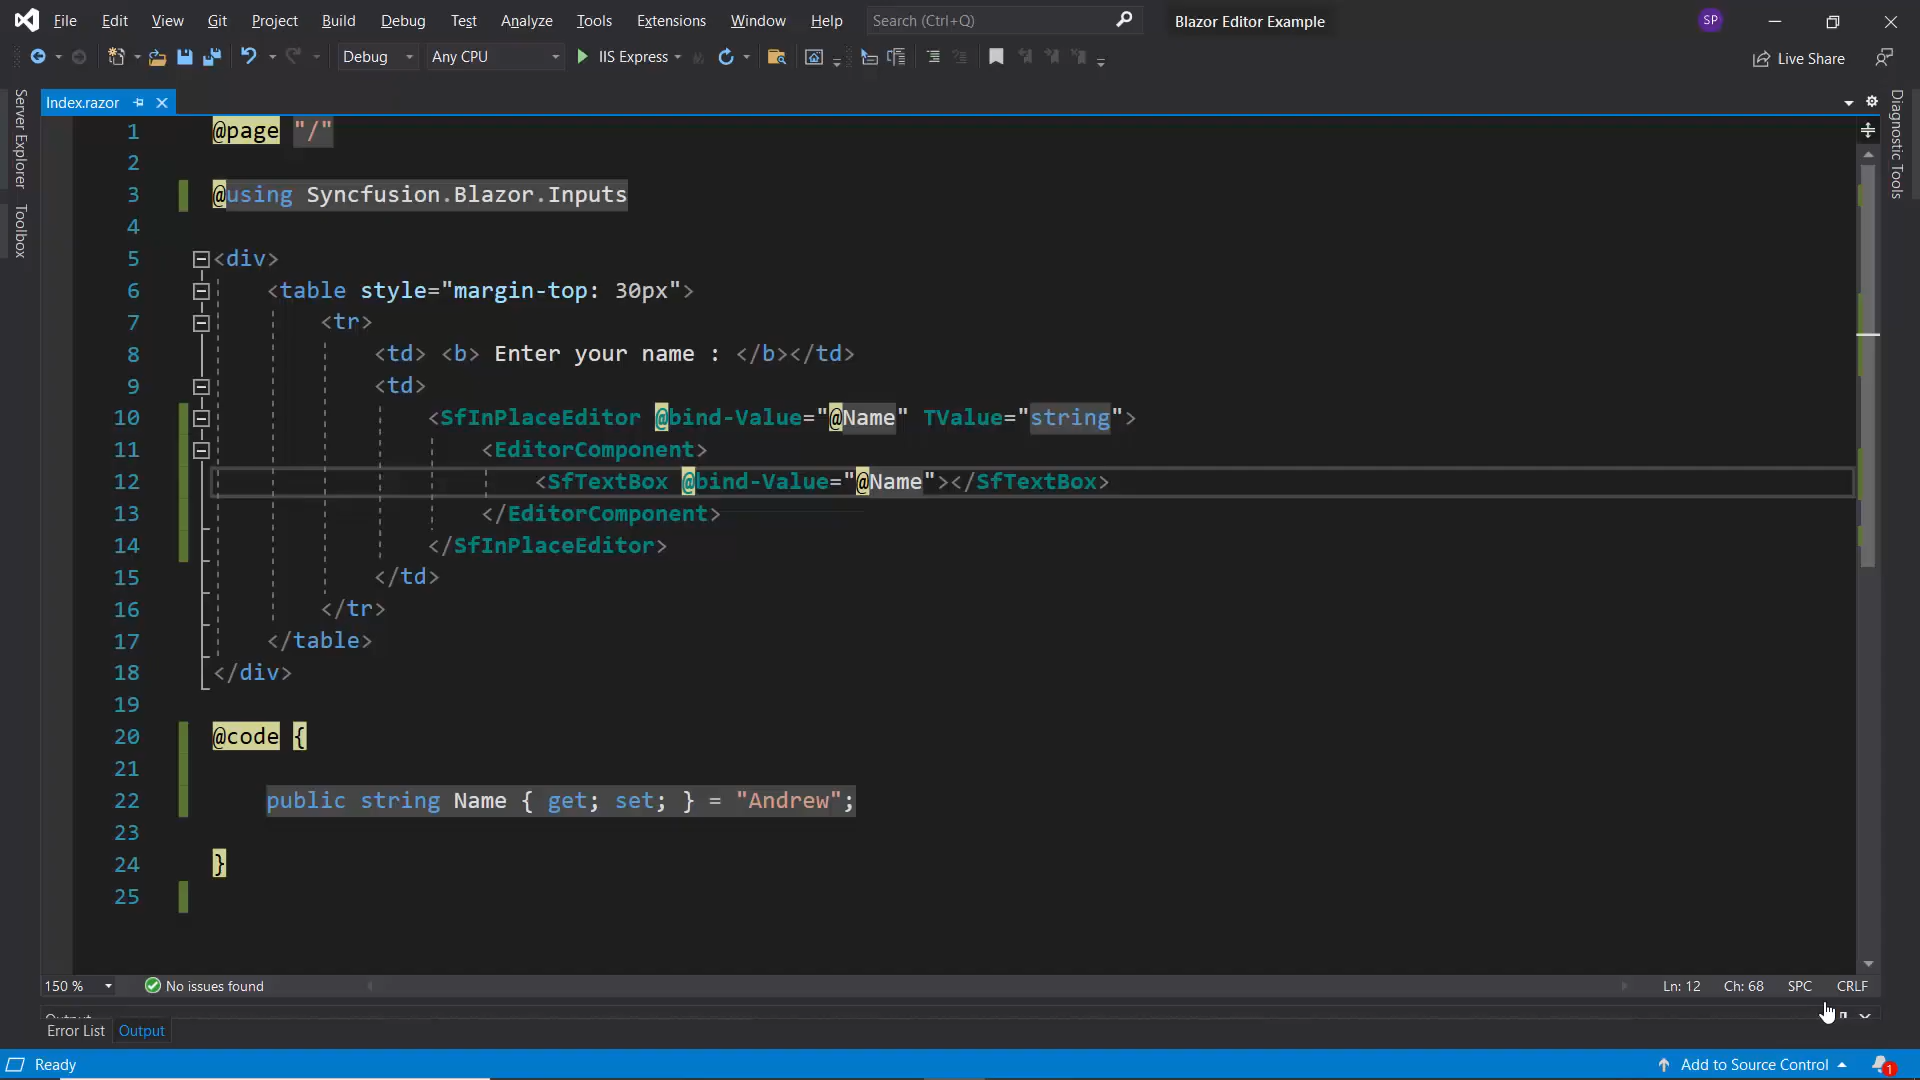 File Edit View Git Project Build Debug Test Analyze Tools Extensions Window Help Search (Ctrl+Q) Blazor Editor Example SP
Debug Any CPU IIS Express Live Share
Server Explorer
Toolbox
Diagnostic Tools
Index.razor
1 @page "/"
2
3 @using Syncfusion.Blazor.Inputs
4
5 <div>
6 <table style="margin-top: 30px">
7 <tr>
8 <td> <b> Enter your name : </b></td>
9 <td>
10 <SfInPlaceEditor @bind-Value="@Name" TValue="string">
11 <EditorComponent>
12 <SfTextBox @bind-Value="@Name"></SfTextBox>
13 </EditorComponent>
14 </SfInPlaceEditor>
15 </td>
16 </tr>
17 </table>
18 </div>
19
20 @code {
21
22 public string Name { get; set; } = "Andrew";
23
24 }
25
150 % No issues found Ln: 12 Ch: 68 SPC CRLF
Output
Error List Output
Ready Add to Source Control 1